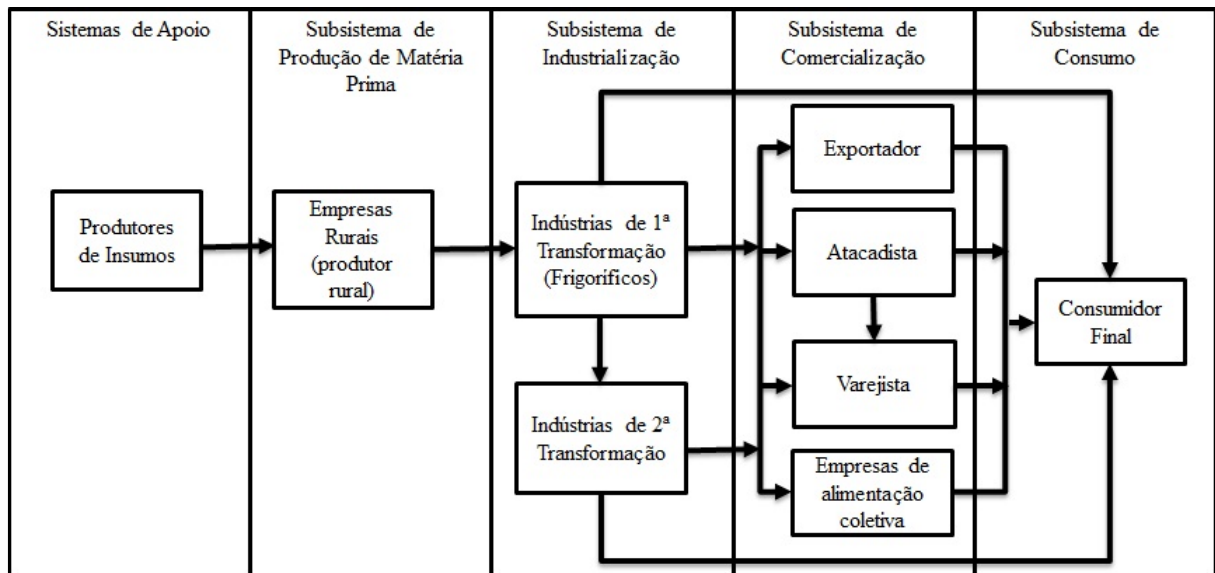 Sistemas de Apoio
Subsistema de
Produção de Matéria
Prima
Subsistema de
Industrialização
Subsistema de
Comercialização
Subsistema de
Consumo
Produtores
de Insumos
Empresas
Rurais
(produtor
rural)
Indústrias de 1ª
Transformação
(Frigoríficos)
Indústrias de 2ª
Transformação
Exportador
Atacadista
Varejista
Empresas de
alimentação
coletiva
Consumidor
Final